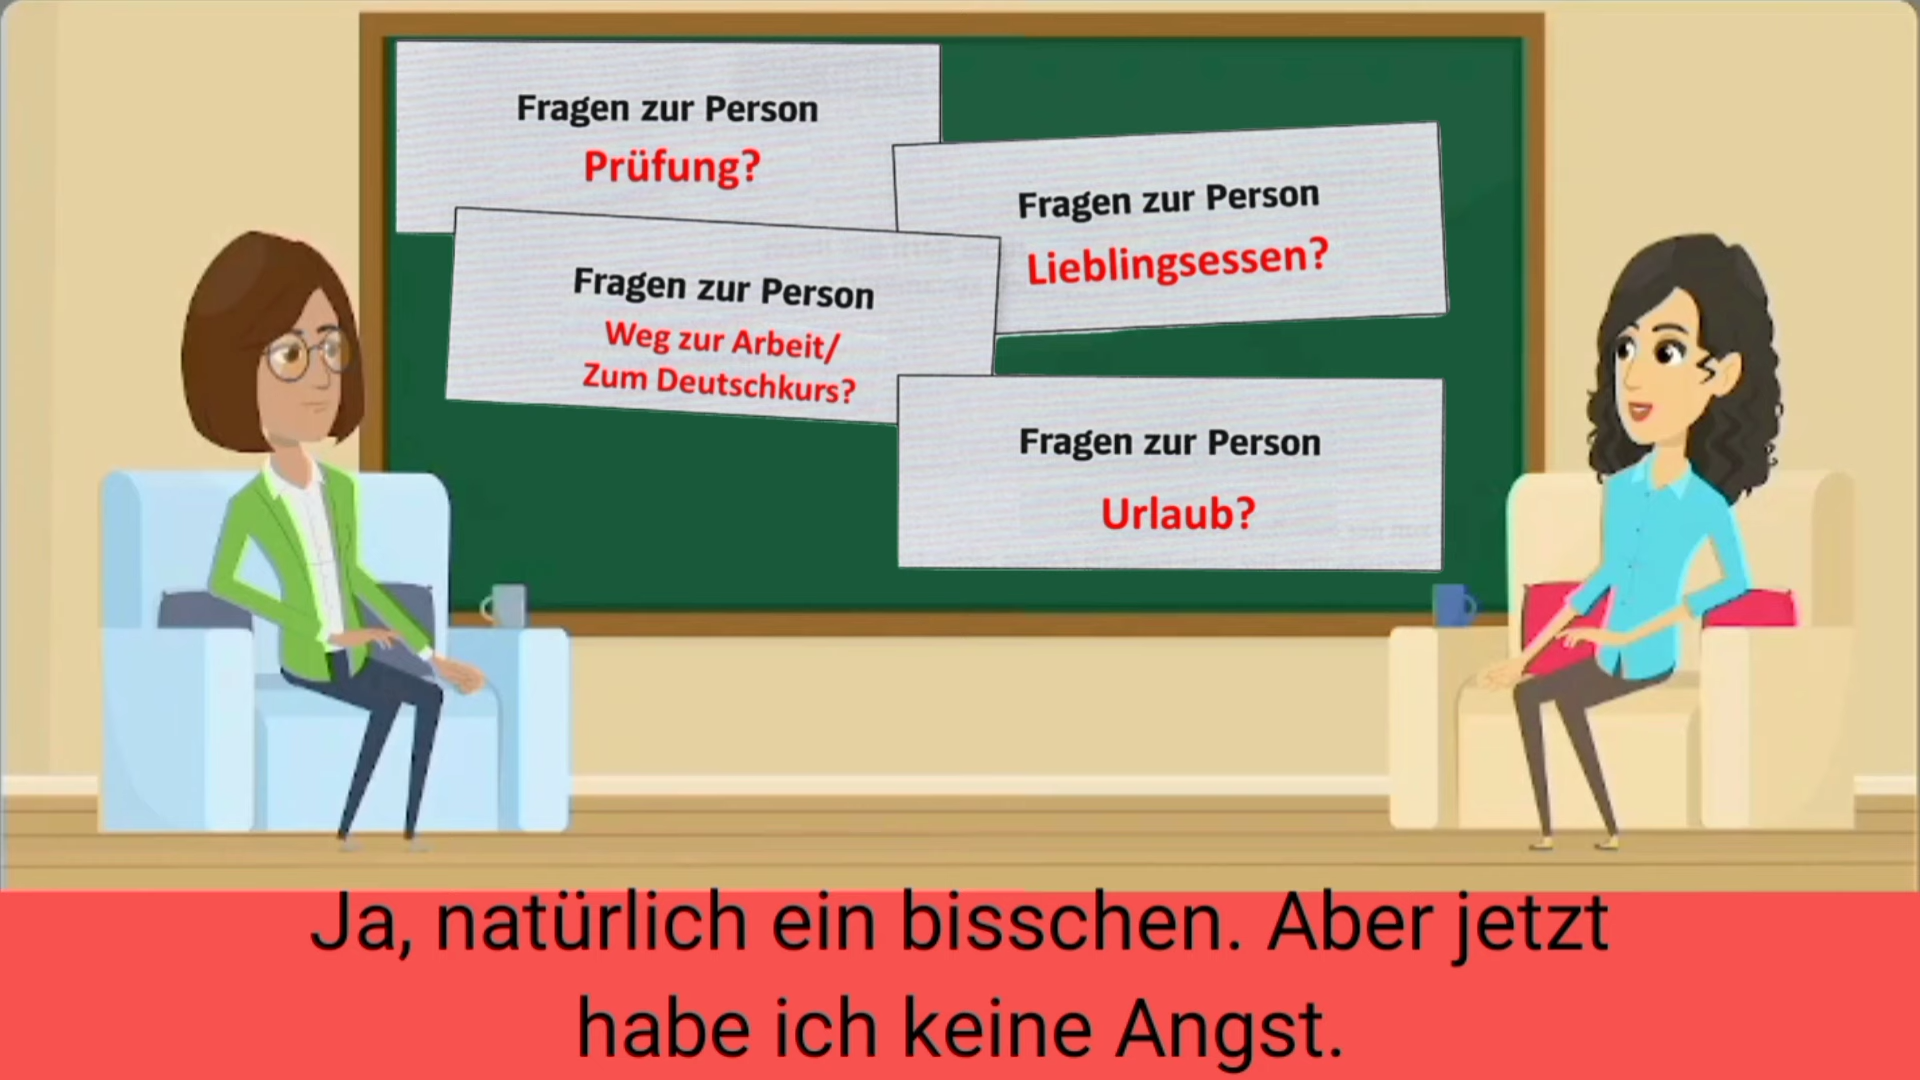 Fragen zur Person
Prüfung?
Fragen zur Person
Lieblingsessen?
Fragen zur Person
Weg zur Arbeit/
Zum Deutschkurs?
Fragen zur Person
Urlaub?
Ja, natürlich ein bisschen. Aber jetzt
habe ich keine Angst.